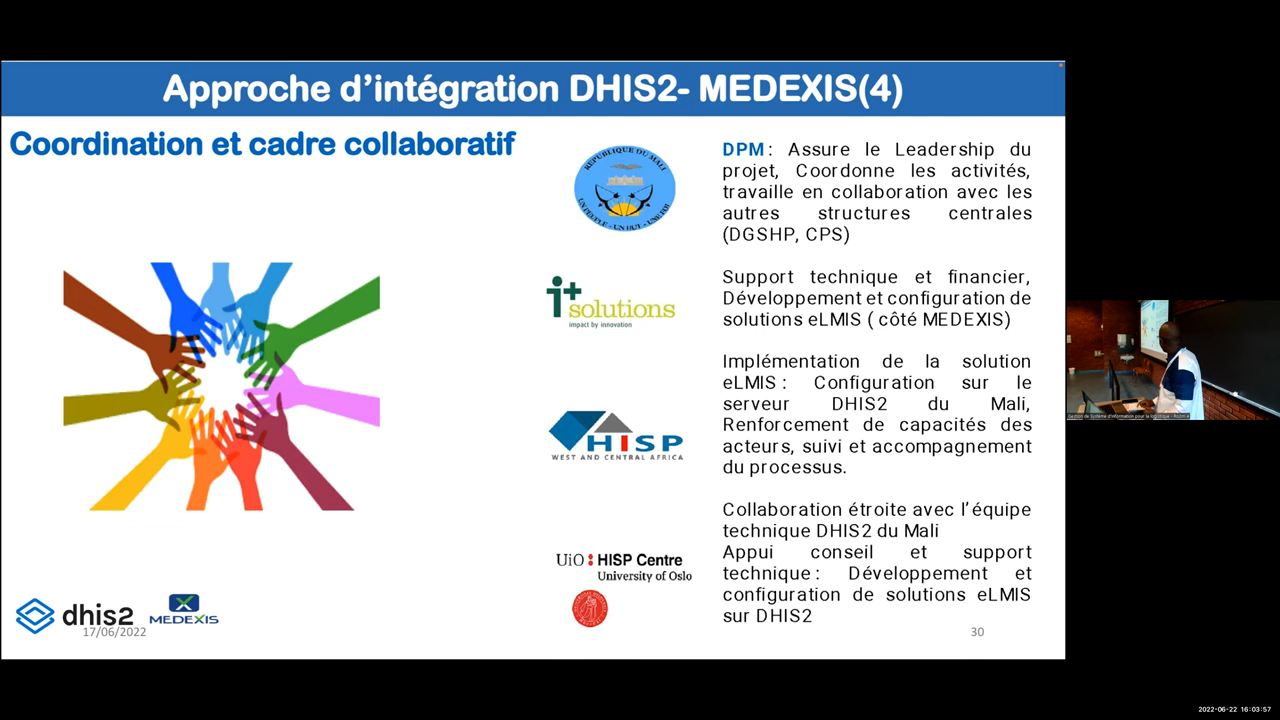 Approche d'intégration DHIS2- MEDEXIS(4)
Coordination et cadre collaboratif
RÉPUBLIQUE DU MALI
UN PEUPLE - UN BUT - UNE FOI
DPM : Assure le Leadership du
projet, Coordonne les activités,
travaille en collaboration avec les
autres structures centrales
(DGSHP, CPS)
i+
solutions
impact by innovation
Support technique et financier,
Développement et configuration de
solutions eLMIS ( côté MEDEXIS)
HISP
WEST AND CENTRAL AFRICA
Implémentation de la solution
eLMIS : Configuration sur le
serveur DHIS2 du Mali,
Renforcement de capacités des
acteurs, suivi et accompagnement
du processus.
UiO : HISP Centre
University of Oslo
Collaboration étroite avec l'équipe
technique DHIS2 du Mali
Appui conseil et support
technique : Développement et
configuration de solutions eLMIS
sur DHIS2
dhis2
MEDEXIS
17/06/2022
30
2022-06-22 16:03:57